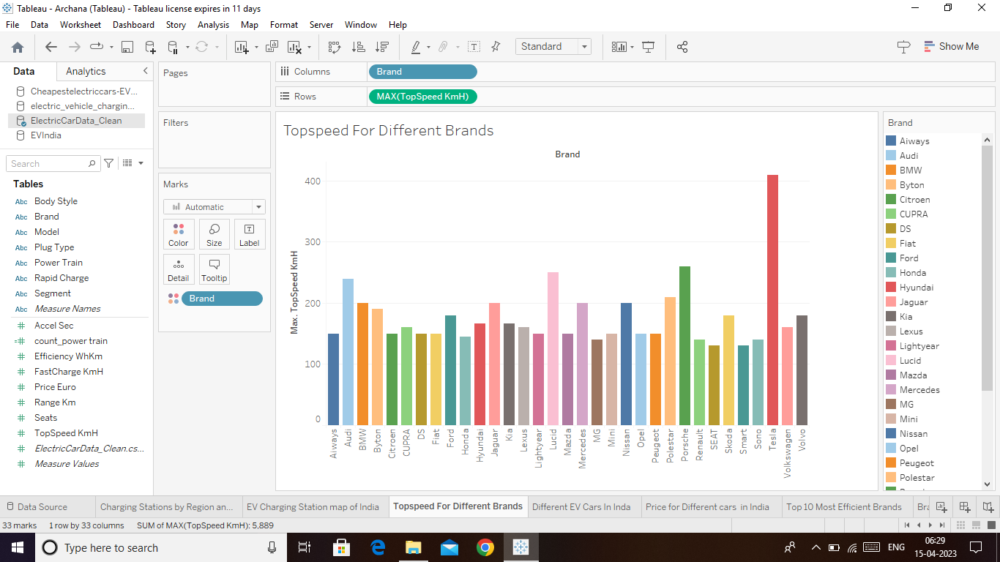 Tableau - Archana (Tableau) - Tableau license expires in 11 days
File Data Worksheet Dashboard Story Analysis Map Format Server Window Help
Standard
Show Me
Data Analytics
Cheapestelectriccars-EV...
electric_vehicle_chargin...
ElectricCarData_Clean
EVIndia
Search
Tables
Abc Body Style
Abc Brand
Abc Model
Abc Plug Type
Abc Power Train
Abc Rapid Charge
Abc Segment
Abc Measure Names
# Accel Sec
=# count_power train
# Efficiency WhKm
# FastCharge KmH
# Price Euro
# Range Km
# Seats
# TopSpeed KmH
# ElectricCarData_Clean.cs...
# Measure Values
Pages
Filters
Marks
Automatic
Color Size Label
Detail Tooltip
Brand
Columns Brand
Rows MAX(TopSpeed KmH)
Topspeed For Different Brands
Brand
Max. TopSpeed KmH
400
300
200
100
0
Aiways
Audi
BMW
Byton
Citroen
CUPRA
DS
Fiat
Ford
Honda
Hyundai
Jaguar
Kia
Lexus
Lightyear
Lucid
Mazda
Mercedes
MG
Mini
Nissan
Opel
Peugeot
Polestar
Porsche
Renault
SEAT
Skoda
Smart
Sono
Tesla
Volkswagen
Volvo
Brand
Aiways
Audi
BMW
Byton
Citroen
CUPRA
DS
Fiat
Ford
Honda
Hyundai
Jaguar
Kia
Lexus
Lightyear
Lucid
Mazda
Mercedes
MG
Mini
Nissan
Opel
Peugeot
Polestar
Data Source Charging Stations by Region an... EV Charging Station map of India Topspeed For Different Brands Different EV Cars In Inda Price for Different cars in India Top 10 Most Efficient Brands
33 marks 1 row by 33 columns SUM of MAX(TopSpeed KmH): 5,889
Type here to search
ENG
06:29
15-04-2023